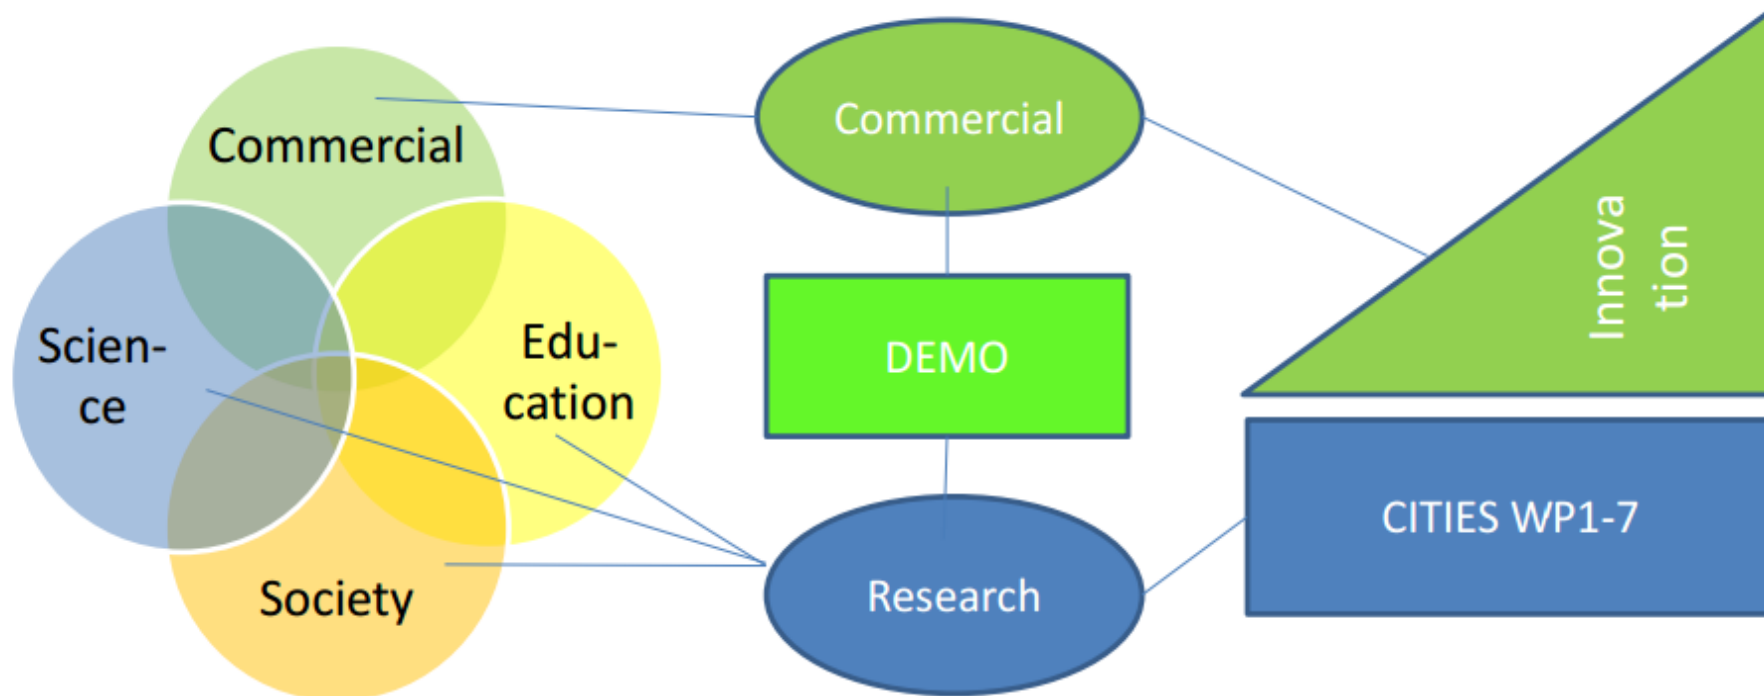 Commercial
Scien-
ce
Edu-
cation
Society
Commercial
DEMO
Research
Innova
tion
CITIES WP1-7